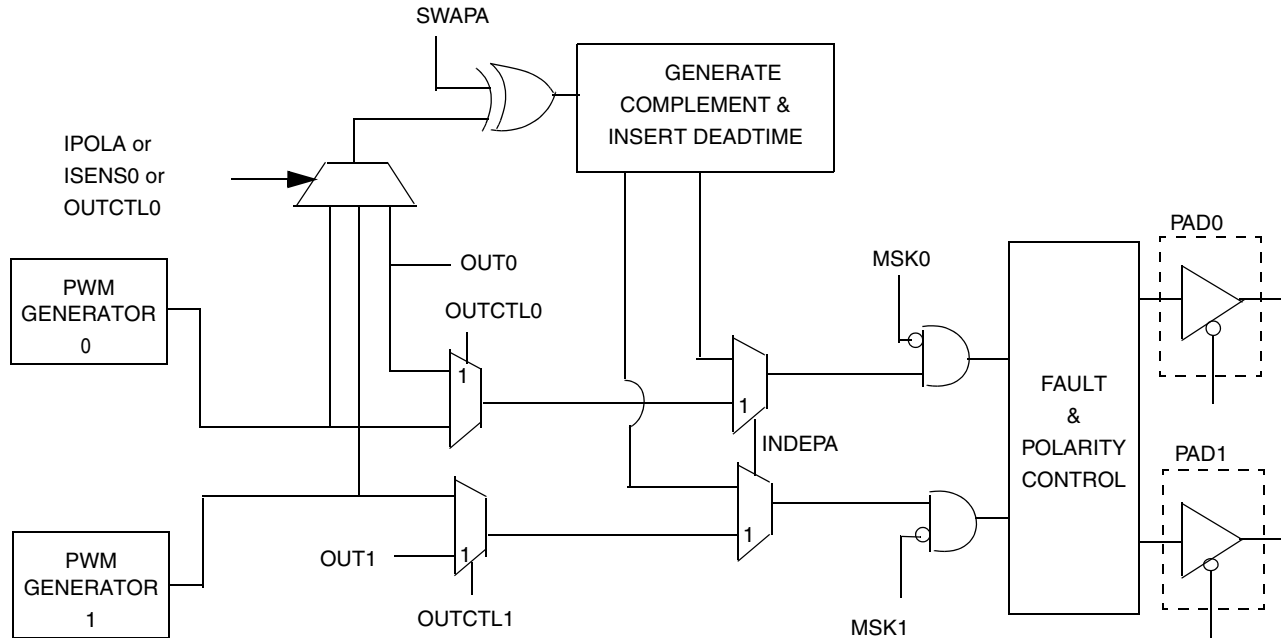 SWAPA
GENERATE
COMPLEMENT &
INSERT DEADTIME
IPOLA or
ISENS0 or
OUTCTL0
PAD0
OUT0
MSK0
PWM
GENERATOR
0
OUTCTL0
1
FAULT
&
POLARITY
CONTROL
1
INDEPA
PAD1
1
OUT1
1
PWM
GENERATOR
1
OUTCTL1
MSK1